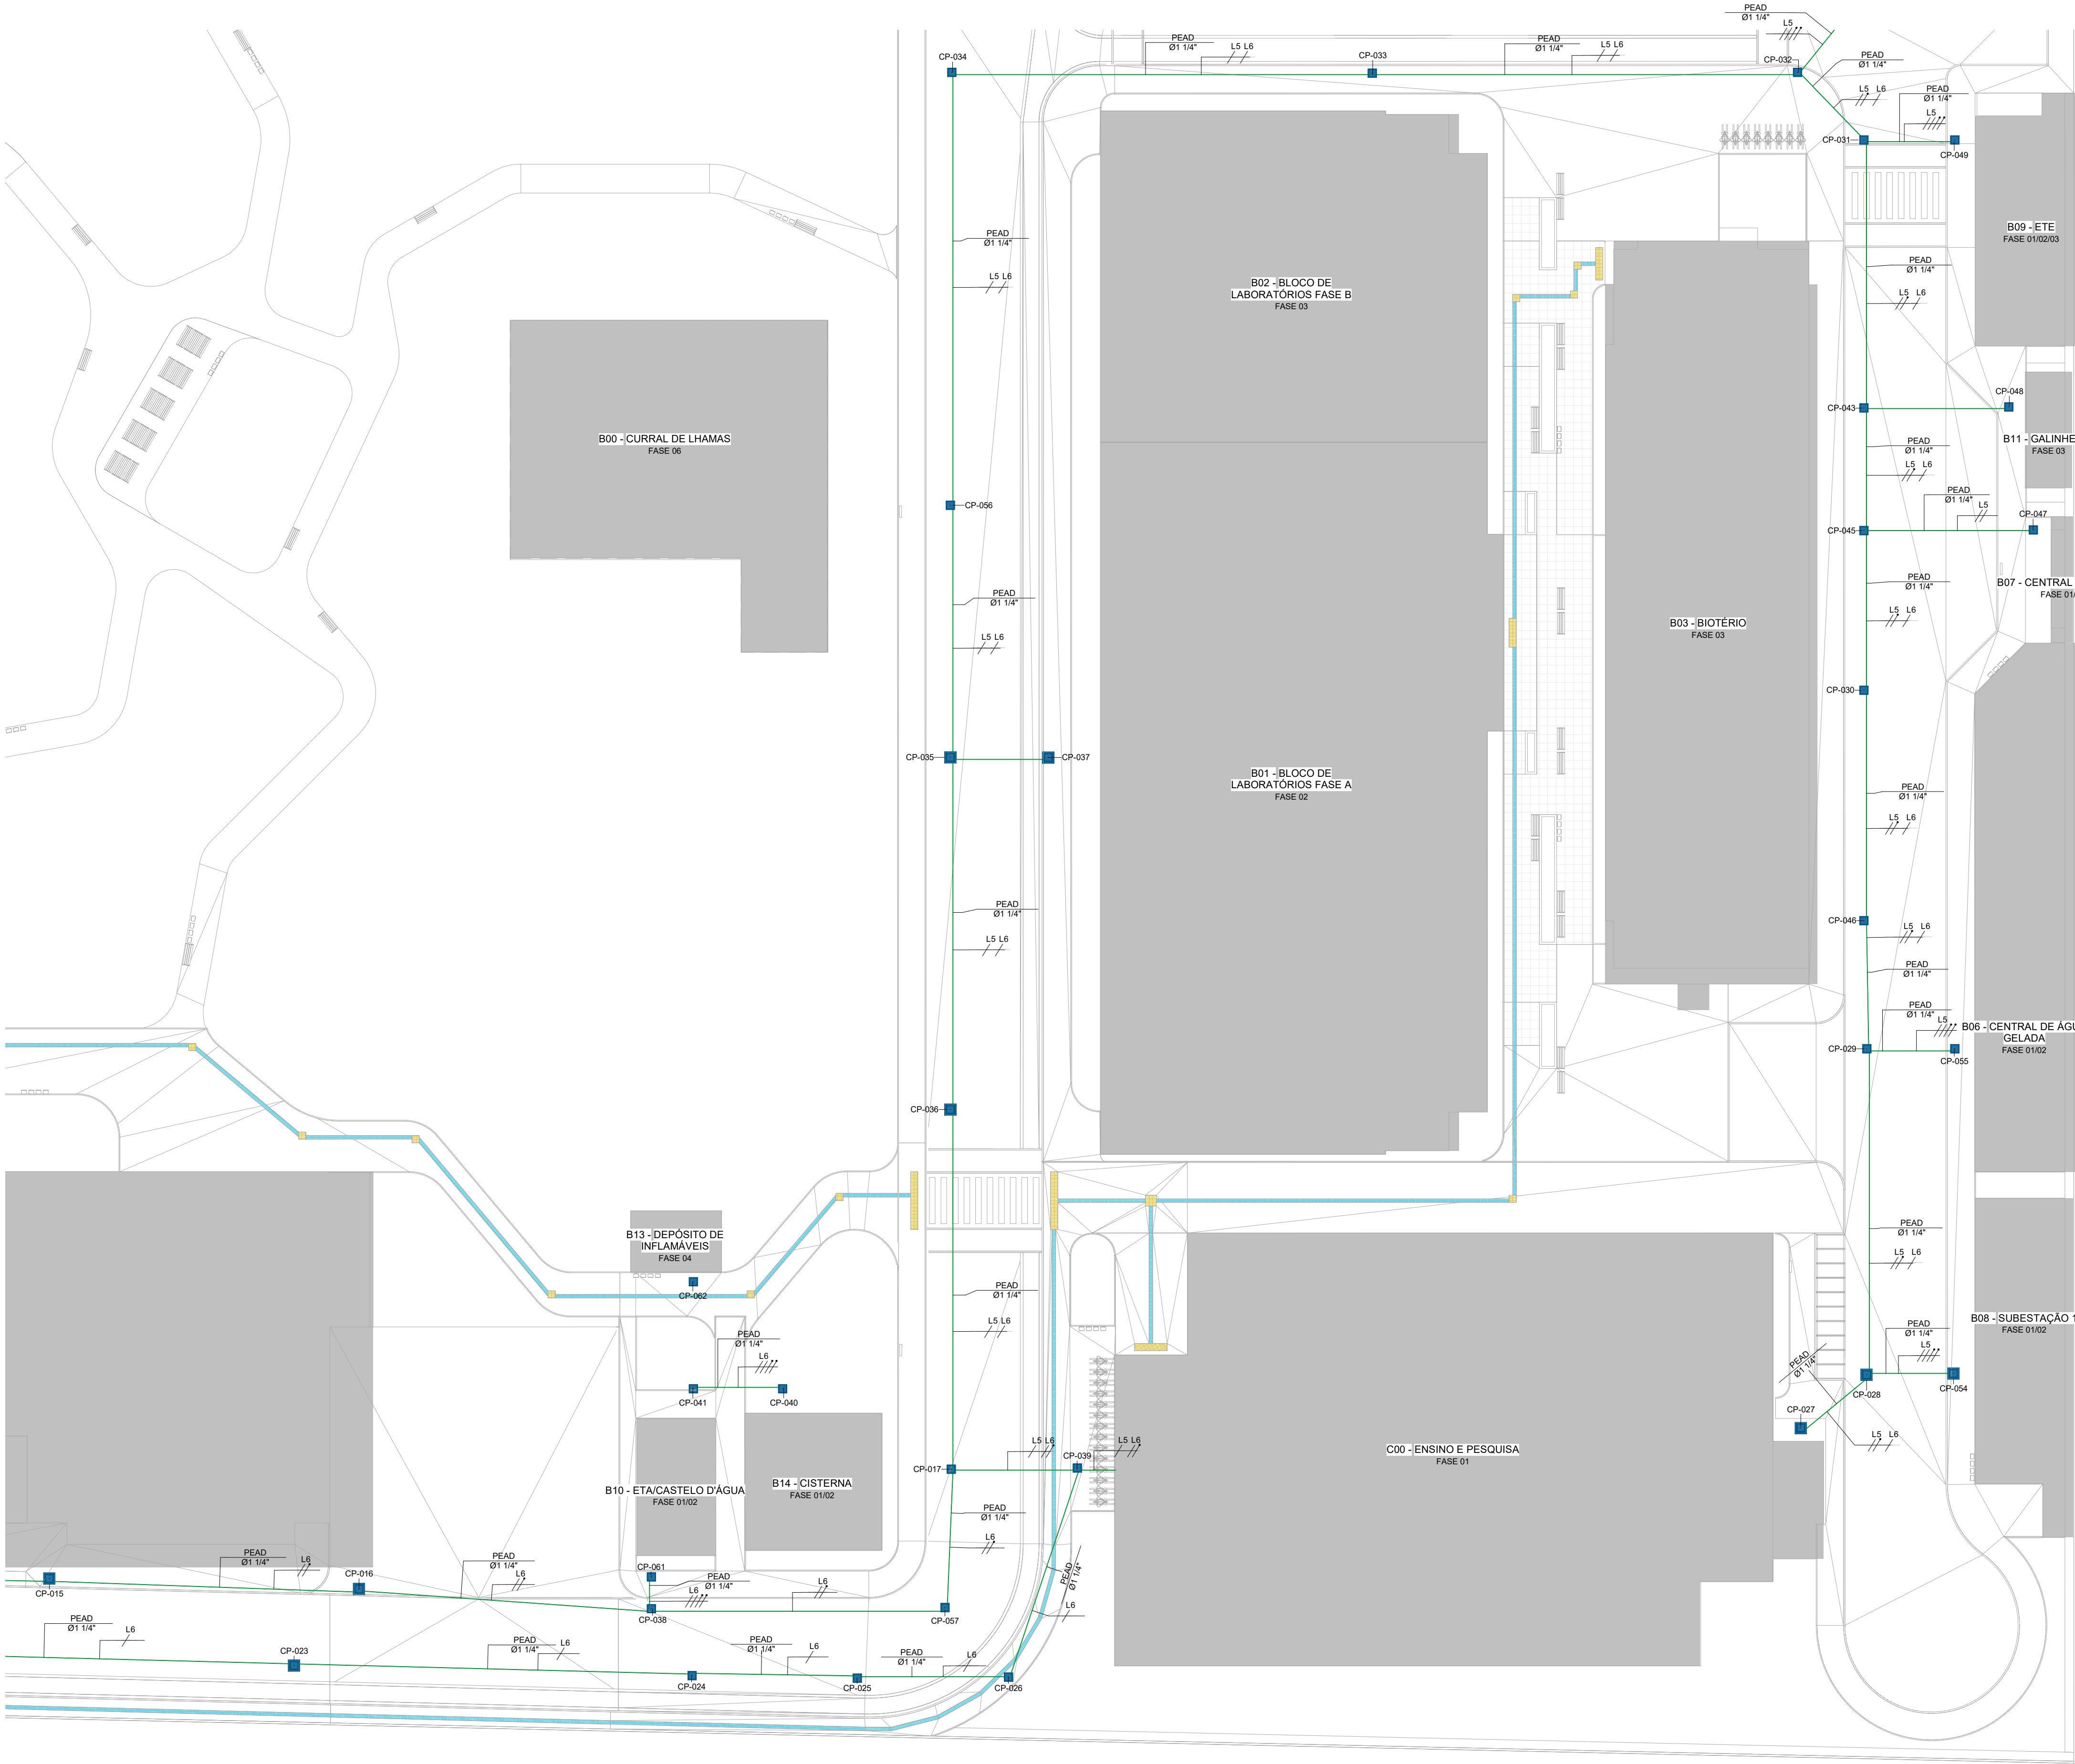 PEAD
Ø1 1/4"
L5
CP-034
PEAD
Ø1 1/4"
L5 L6
CP-033
PEAD
Ø1 1/4"
L5 L6
CP-032
PEAD
Ø1 1/4"
L5 L6
PEAD
Ø1 1/4"
L5
CP-031
CP-049
B09 - ETE
FASE 01/02/03
PEAD
Ø1 1/4"
L5 L6
B02 - BLOCO DE
LABORATÓRIOS FASE B
FASE 03
PEAD
Ø1 1/4"
L5 L6
CP-048
CP-043
B00 - CURRAL DE LHAMAS
FASE 06
B11 - GALINHE
FASE 03
PEAD
Ø1 1/4"
L5 L6
PEAD
Ø1 1/4"
L5
CP-056
CP-047
CP-045
PEAD
Ø1 1/4"
L5 L6
B07 - CENTRAL
FASE 01/
PEAD
Ø1 1/4"
L5 L6
B03 - BIOTÉRIO
FASE 03
CP-030
CP-035
CP-037
B01 - BLOCO DE
LABORATÓRIOS FASE A
FASE 02
PEAD
Ø1 1/4"
L5 L6
PEAD
Ø1 1/4"
L5 L6
CP-046
L5 L6
PEAD
Ø1 1/4"
PEAD
Ø1 1/4"
L5
B06 - CENTRAL DE ÁGU
GELADA
FASE 01/02
CP-029
CP-055
CP-036
B13 - DEPÓSITO DE
INFLAMÁVEIS
FASE 04
CP-062
PEAD
Ø1 1/4"
L5 L6
PEAD
Ø1 1/4"
L5 L6
B08 - SUBESTAÇÃO 1
FASE 01/02
PEAD
Ø1 1/4"
L6
CP-041
CP-040
PEAD
Ø1 1/4"
L5
PEAD
Ø1 1/4"
CP-028
CP-054
CP-027
L5 L6
L5 L6
L5 L6
CP-039
CP-017
C00 - ENSINO E PESQUISA
FASE 01
B14 - CISTERNA
FASE 01/02
B10 - ETA/CASTELO D'ÁGUA
FASE 01/02
PEAD
Ø1 1/4"
L6
PEAD
Ø1 1/4"
L6
CP-015
PEAD
Ø1 1/4"
L6
CP-016
PEAD
Ø1 1/4"
L6
CP-061
PEAD
Ø1 1/4"
L6
L6
CP-038
CP-057
PEAD
Ø1 1/4"
L6
CP-023
PEAD
Ø1 1/4"
L6
CP-024
PEAD
Ø1 1/4"
L6
CP-025
PEAD
Ø1 1/4"
L6
CP-026